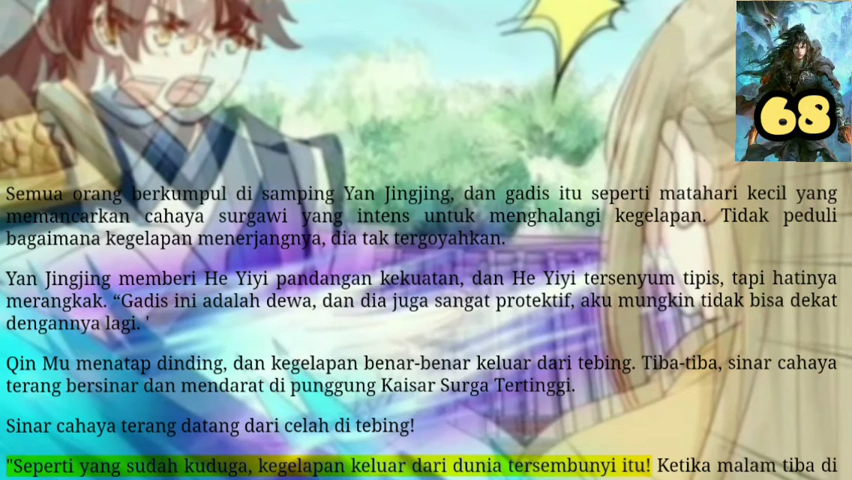 68
Semua orang berkumpul di samping Yan Jingjing, dan gadis itu seperti matahari kecil yang
memancarkan cahaya surgawi yang intens untuk menghalangi kegelapan. Tidak peduli
bagaimana kegelapan menerjangnya, dia tak tergoyahkan.
Yan Jingjing memberi He Yiyi pandangan kekuatan, dan He Yiyi tersenyum tipis, tapi hatinya
merangkak. “Gadis ini adalah dewa, dan dia juga sangat protektif, aku mungkin tidak bisa dekat
dengannya lagi. '
Qin Mu menatap dinding, dan kegelapan benar-benar keluar dari tebing. Tiba-tiba, sinar cahaya
terang bersinar dan mendarat di punggung Kaisar Surga Tertinggi.
Sinar cahaya terang datang dari celah di tebing!
"Seperti yang sudah kuduga, kegelapan keluar dari dunia tersembunyi itu! Ketika malam tiba di